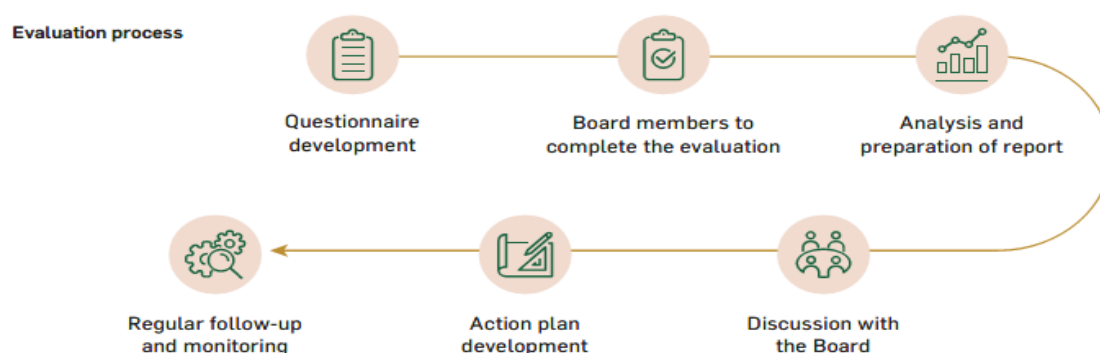 Evaluation process
Questionnaire
development
Board members to
complete the evaluation
Analysis and
preparation of report
Discussion with
the Board
Action plan
development
Regular follow-up
and monitoring